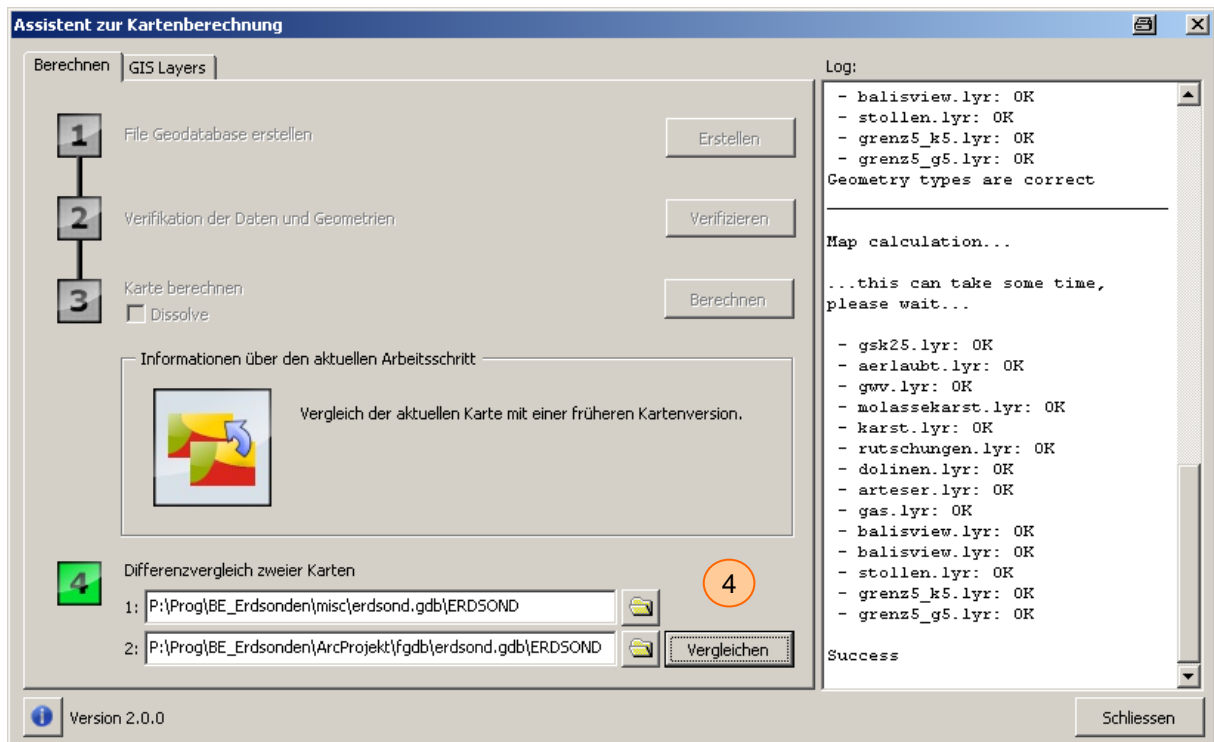 Assistent zur Kartenberechnung
Berechnen
GIS Layers
1
File Geodatabase erstellen
Erstellen
2
Verifikation der Daten und Geometrien
Verifizieren
3
Karte berechnen
Dissolve
Berechnen
Informationen über den aktuellen Arbeitsschritt
Vergleich der aktuellen Karte mit einer früheren Kartenversion.
4
Differenzvergleich zweier Karten
4
1: P:\Prog\BE_Erdsonden\misc\erdsond.gdb\ERDSOND
2: P:\Prog\BE_Erdsonden\ArcProjekt\fgdb\erdsond.gdb\ERDSOND
Vergleichen
Log:
- balisview.lyr: OK
- stollen.lyr: OK
- grenz5_k5.lyr: OK
- grenz5_g5.lyr: OK
Geometry types are correct
Map calculation...
...this can take some time,
please wait...
- gsk25.lyr: OK
- aerlaubt.lyr: OK
- gwv.lyr: OK
- molassekarst.lyr: OK
- karst.lyr: OK
- rutschungen.lyr: OK
- dolinen.lyr: OK
- arteser.lyr: OK
- gas.lyr: OK
- balisview.lyr: OK
- balisview.lyr: OK
- stollen.lyr: OK
- grenz5_k5.lyr: OK
- grenz5_g5.lyr: OK
Success
Version 2.0.0
Schliessen